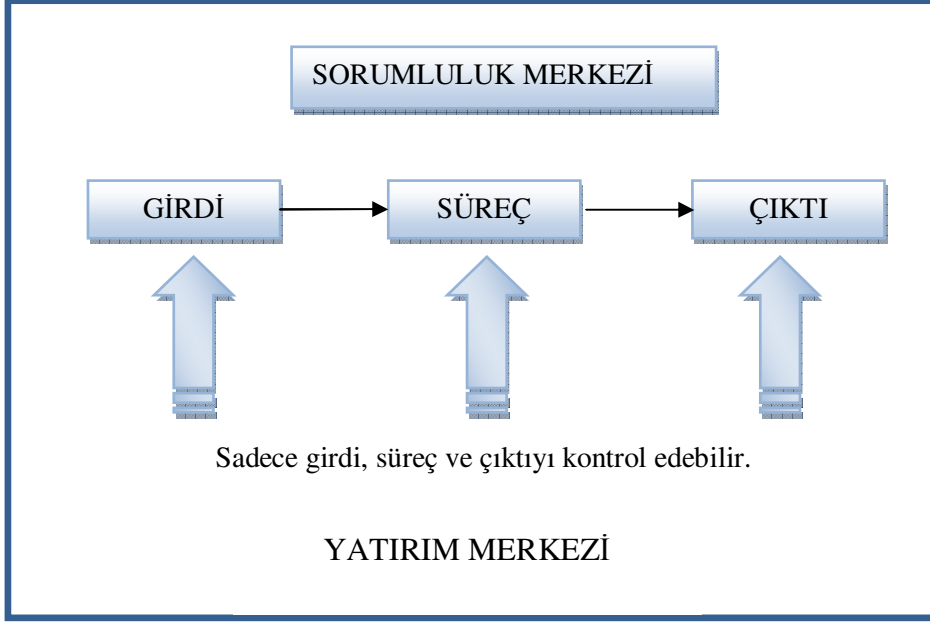 SORUMLULUK MERKEZİ
GİRDİ
SÜREÇ
ÇIKTI
Sadece girdi, süreç ve çıktıyı kontrol edebilir.
YATIRIM MERKEZİ